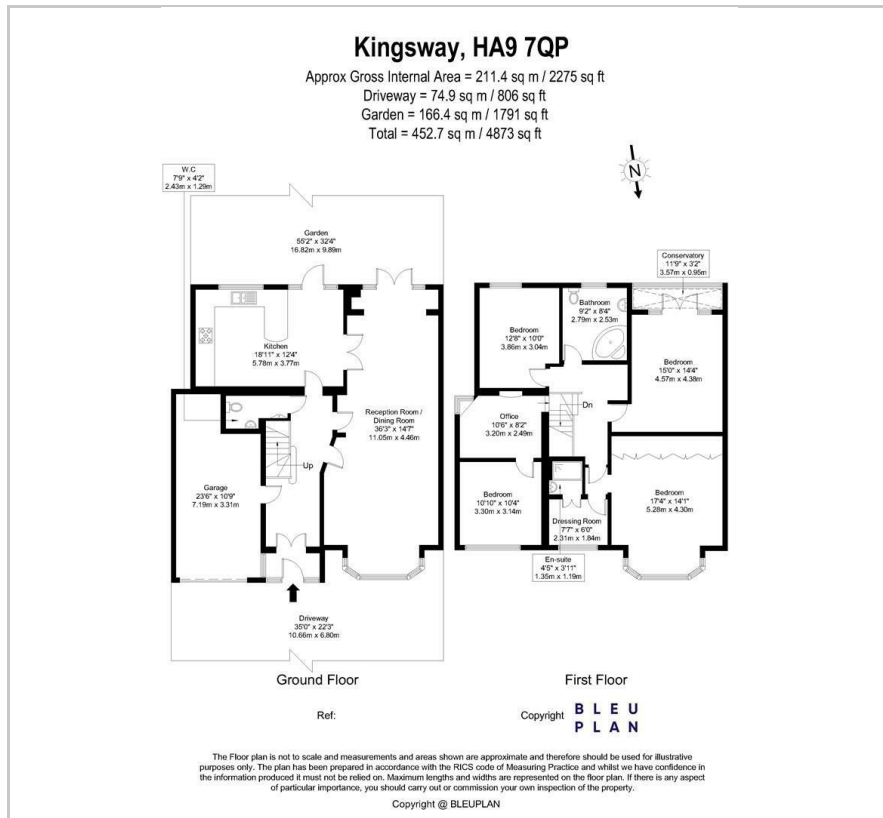 Kingsway, HA9 7QP
Approx Gross Internal Area = 211.4 sq m / 2275 sq ft
Driveway = 74.9 sq m / 806 sq ft
Garden = 166.4 sq m / 1791 sq ft
Total = 452.7 sq m / 4873 sq ft
N
W.C
7'9" x 4'2"
2.43m x 1.29m
Garden
55'2" x 32'4"
16.82m x 9.89m
Kitchen
18'11" x 12'4"
5.78m x 3.77m
Reception Room /
Dining Room
36'3" x 14'7"
11.05m x 4.46m
Up
Garage
23'6" x 10'9"
7.19m x 3.31m
Driveway
35'0" x 22'3"
10.66m x 6.80m
Ground Floor
Conservatory
11'9" x 3'2"
3.57m x 0.95m
Bathroom
9'2" x 8'4"
2.79m x 2.53m
Bedroom
12'8" x 10'0"
3.86m x 3.04m
Bedroom
15'0" x 14'4"
4.57m x 4.38m
Dn
Office
10'6" x 8'2"
3.20m x 2.49m
Bedroom
10'10" x 10'4"
3.30m x 3.14m
Bedroom
17'4" x 14'1"
5.28m x 4.30m
Dressing Room
7'7" x 6'0"
2.31m x 1.84m
En-suite
4'5" x 3'11"
1.35m x 1.19m
First Floor
Ref:
Copyright
BLEU
PLAN
The Floor plan is not to scale and measurements and areas shown are approximate and therefore should be used for illustrative
purposes only. The plan has been prepared in accordance with the RICS code of Measuring Practice and whilst we have confidence in
the information produced it must not be relied on. Maximum lengths and widths are represented on the floor plan. If there is any aspect
of particular importance, you should carry out or commission your own inspection of the property.
Copyright @ BLEUPLAN